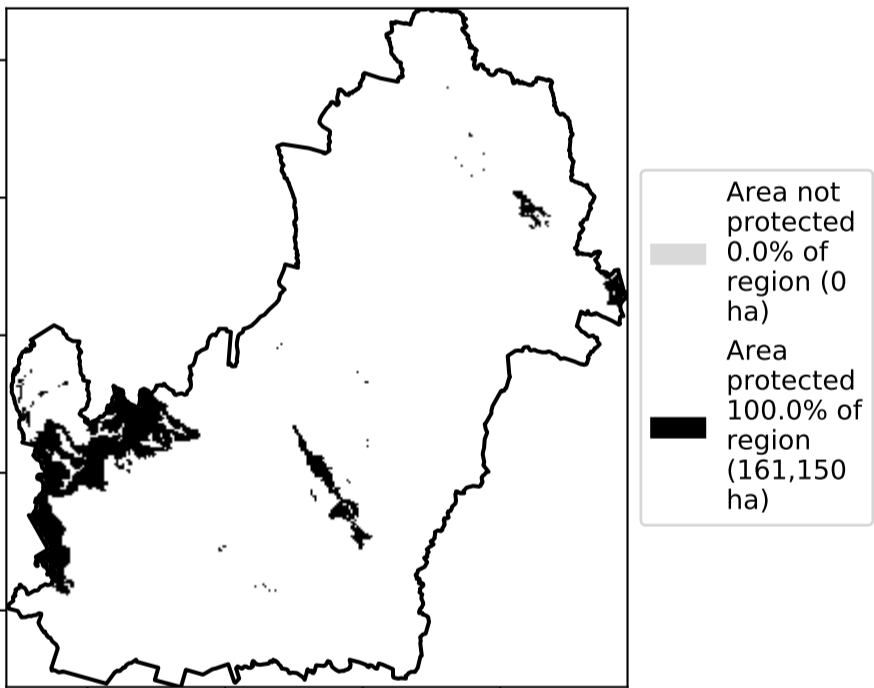 Area not
protected
0.0% of
region (0
ha)
Area
protected
100.0% of
region
(161,150
ha)